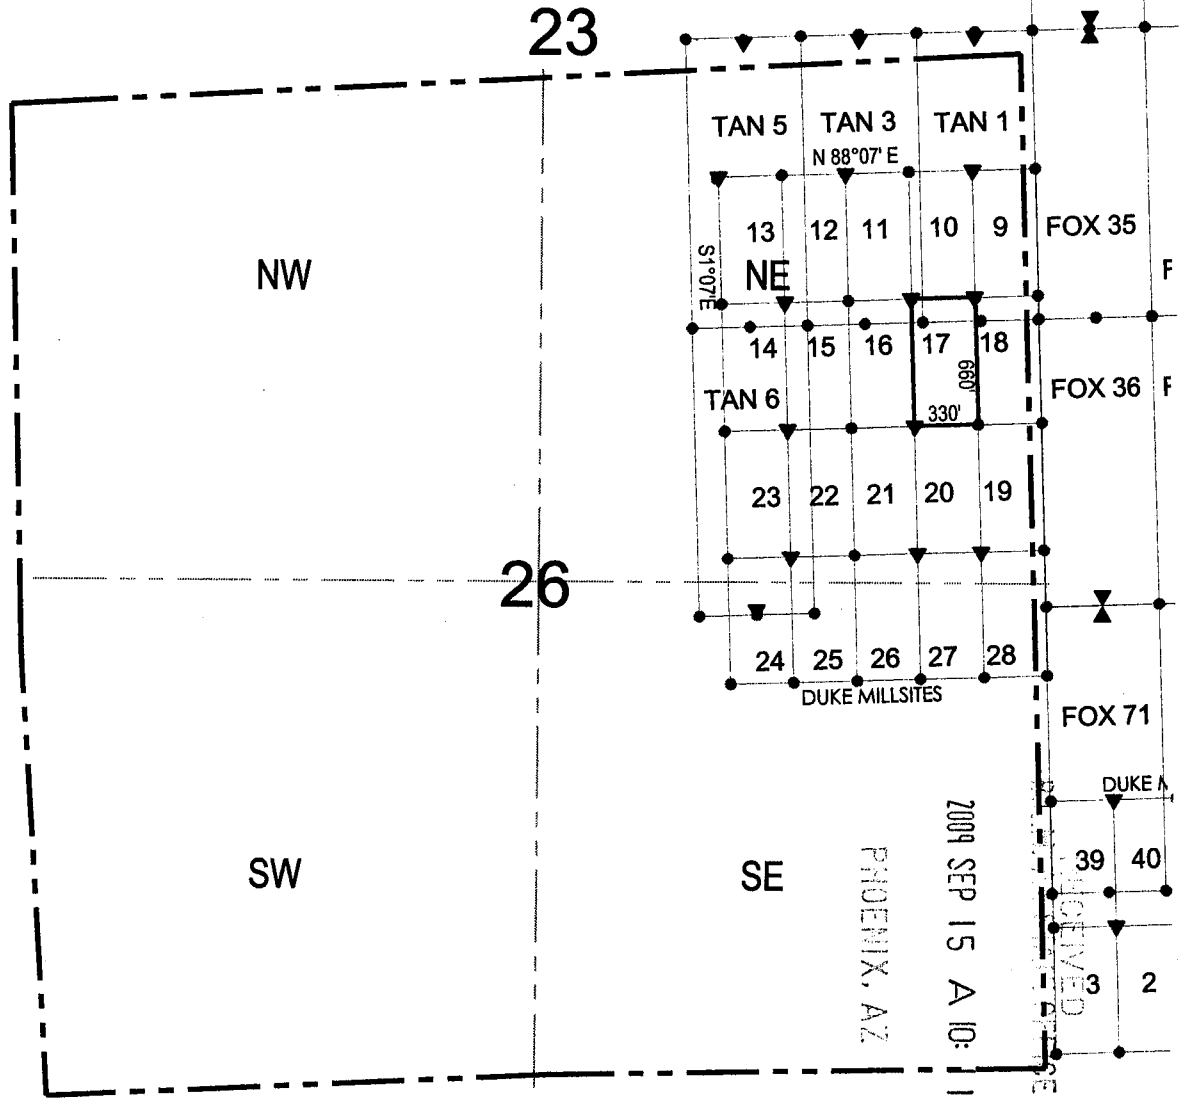 23
TAN 5 TAN 3 TAN 1
N 88°07' E
13 12 11 10 9 FOX 35
NW
S1°07'E
NE
F
14 15 16 17 18
660'
TAN 6
330'
FOX 36 F
23 22 21 20 19
26
24 25 26 27 28
DUKE MILLSITES
FOX 71
DUKE
2009 SEP 15 A 10:
PHOENIX, AZ
39 40
SW
SE
3 2